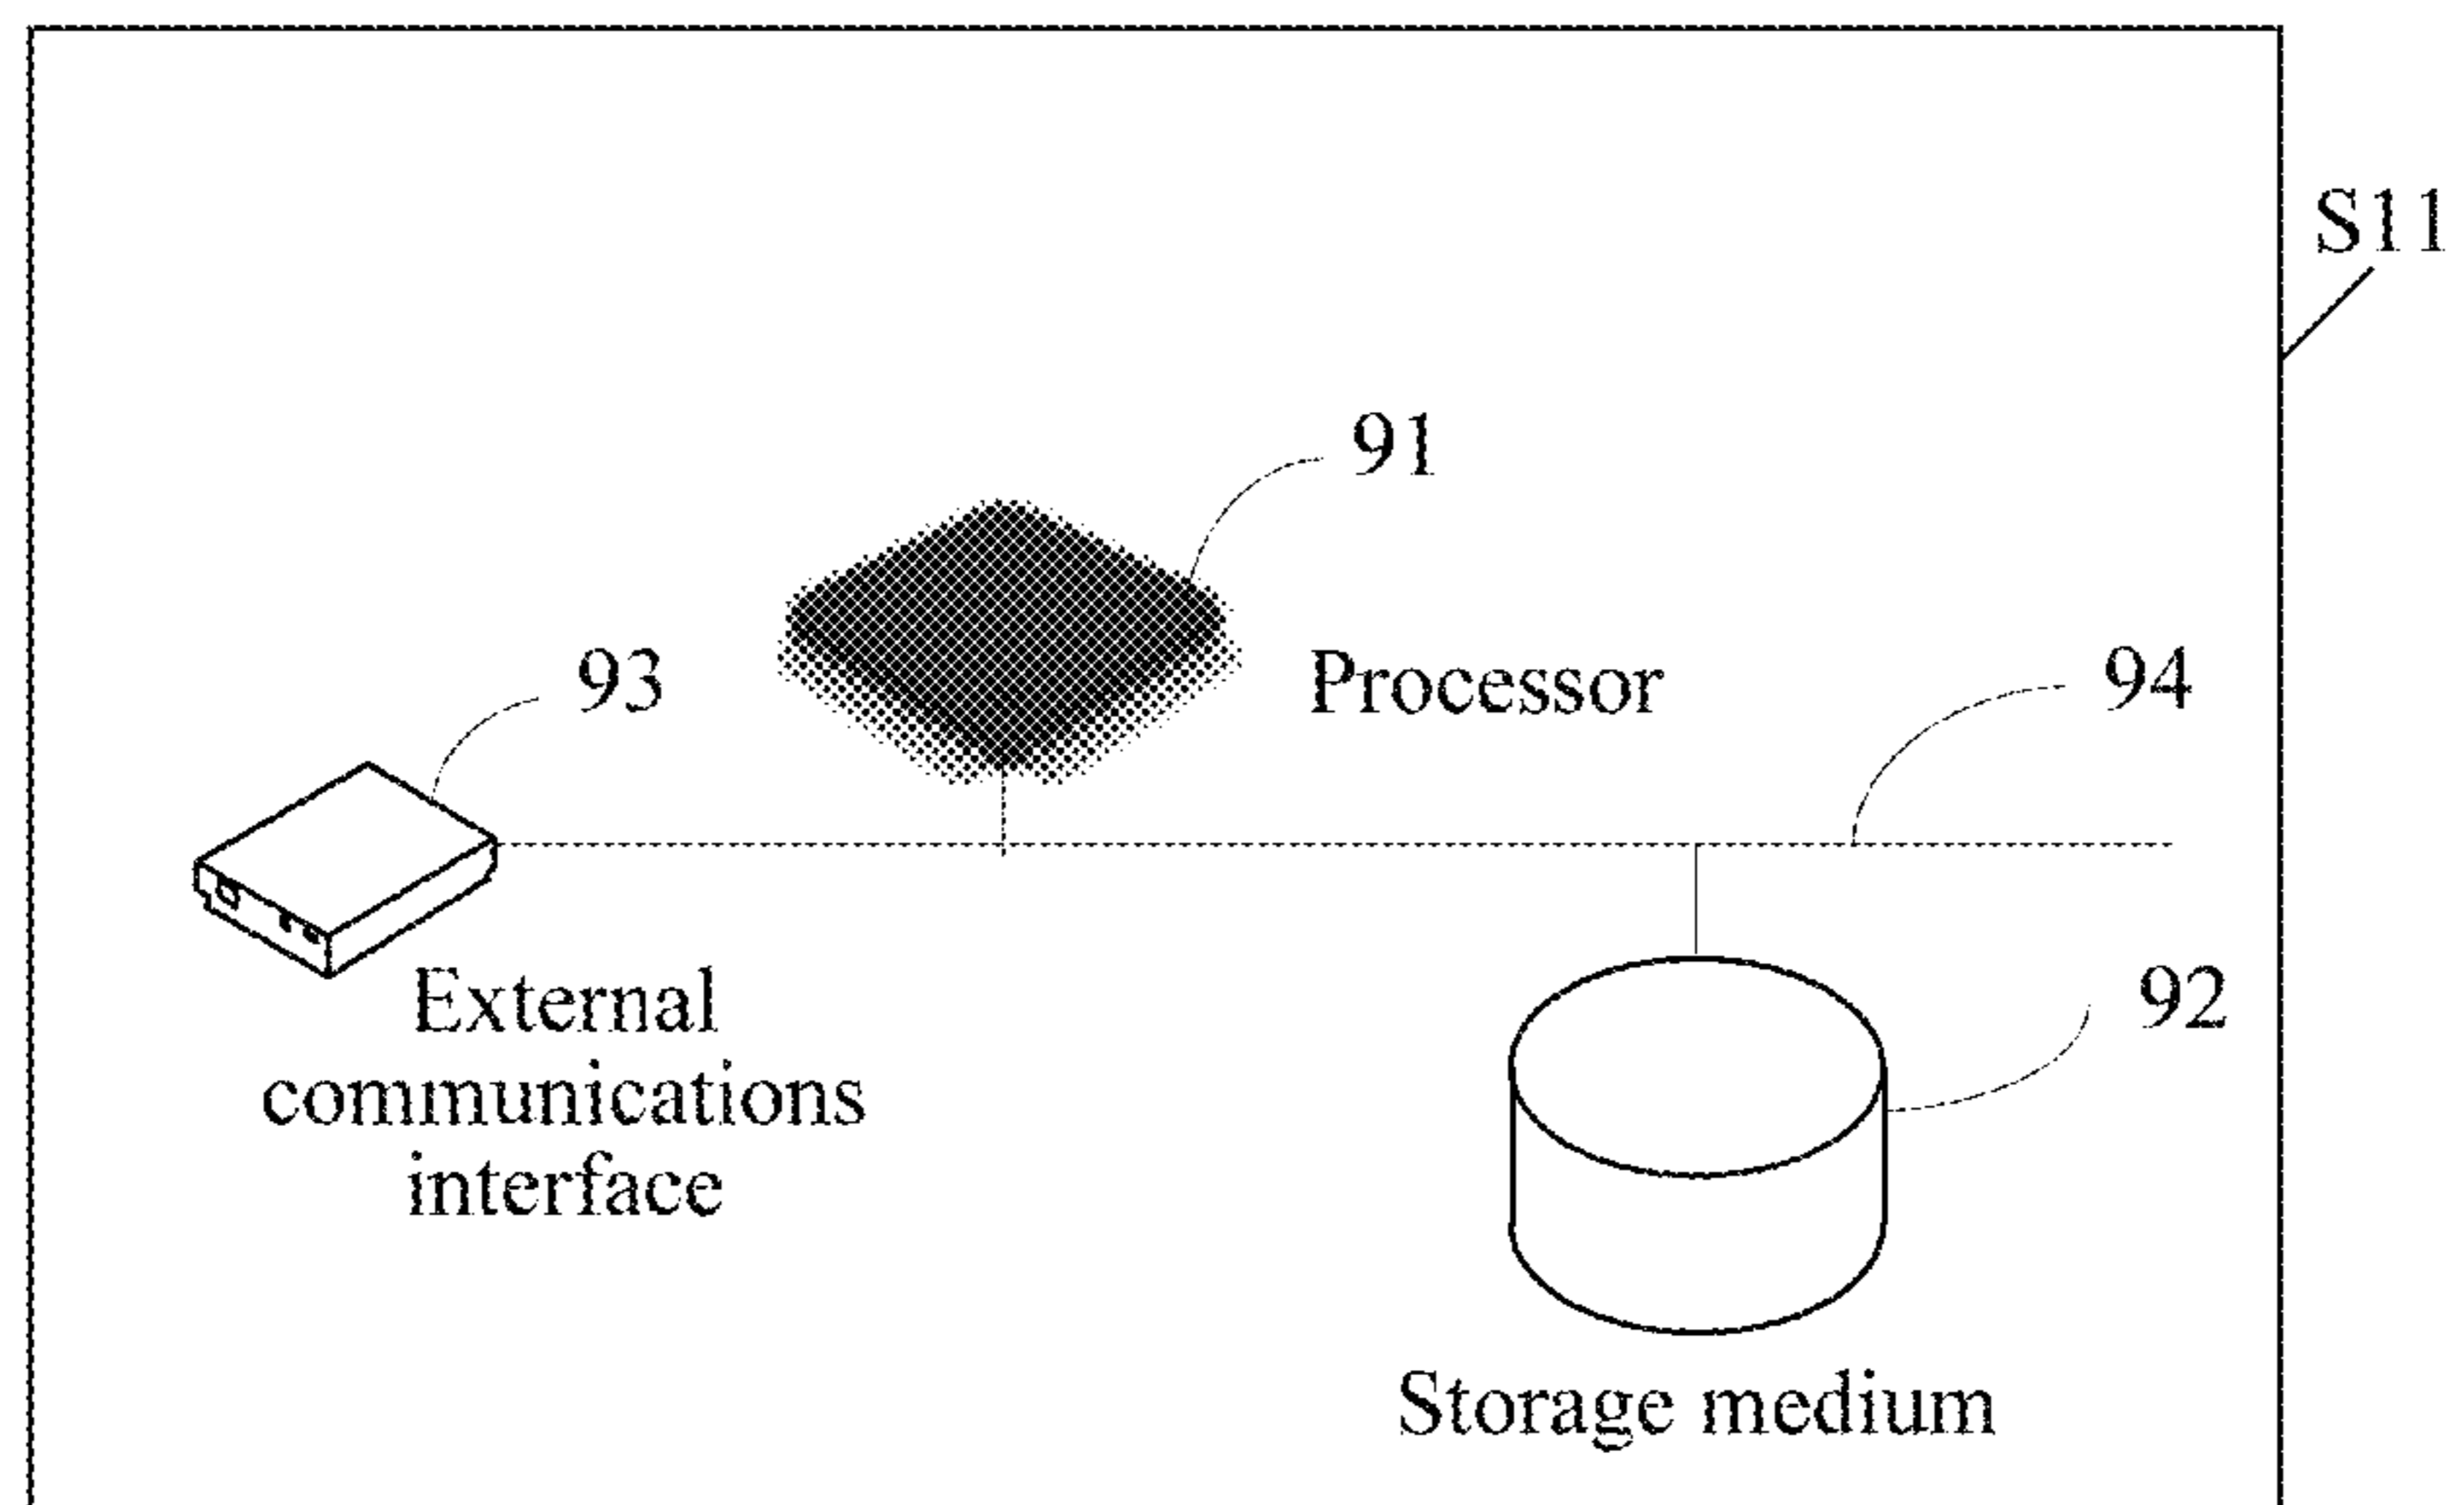 S11
91
93
Processor
94
External
communications
interface
92
Storage medium